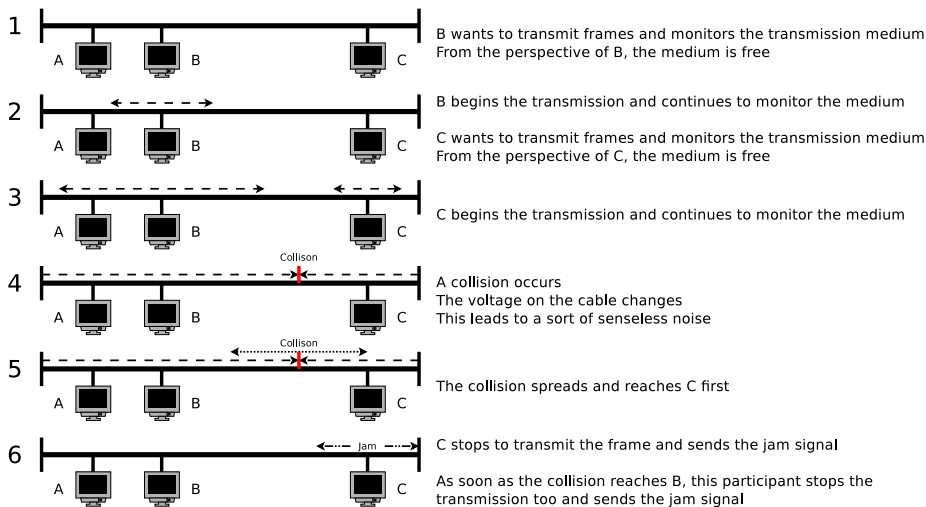 1
A
B
C
B wants to transmit frames and monitors the transmission medium
From the perspective of B, the medium is free
2
A
B
C
B begins the transmission and continues to monitor the medium
C wants to transmit frames and monitors the transmission medium
From the perspective of C, the medium is free
3
A
B
C
C begins the transmission and continues to monitor the medium
Collison
4
A
B
C
A collision occurs
The voltage on the cable changes
This leads to a sort of senseless noise
Collison
5
A
B
C
The collision spreads and reaches C first
Jam
6
A
B
C
C stops to transmit the frame and sends the jam signal
As soon as the collision reaches B, this participant stops the
transmission too and sends the jam signal